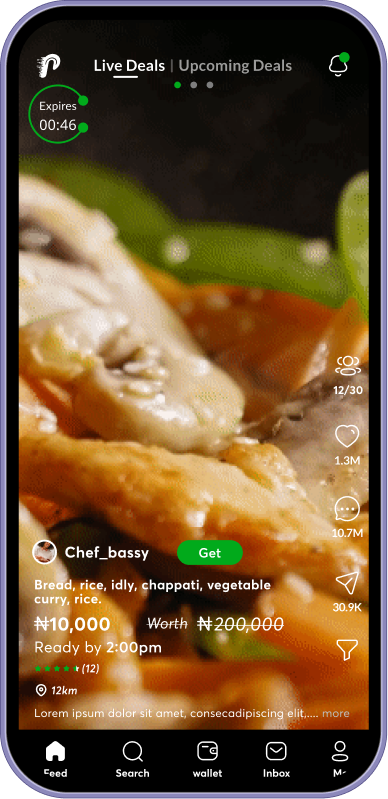 Live Deals | Upcoming Deals
Expires
00:46
12/30
1.3M
10.7M
Chef_bassy
Get
Bread, rice, idly, chappati, vegetable
curry, rice.
30.9K
₦10,000 Worth ₦200,000
Ready by 2:00pm
(12)
12km
Lorem ipsum dolor sit amet, consecadipiscing elit,.... more
Feed Search wallet Inbox